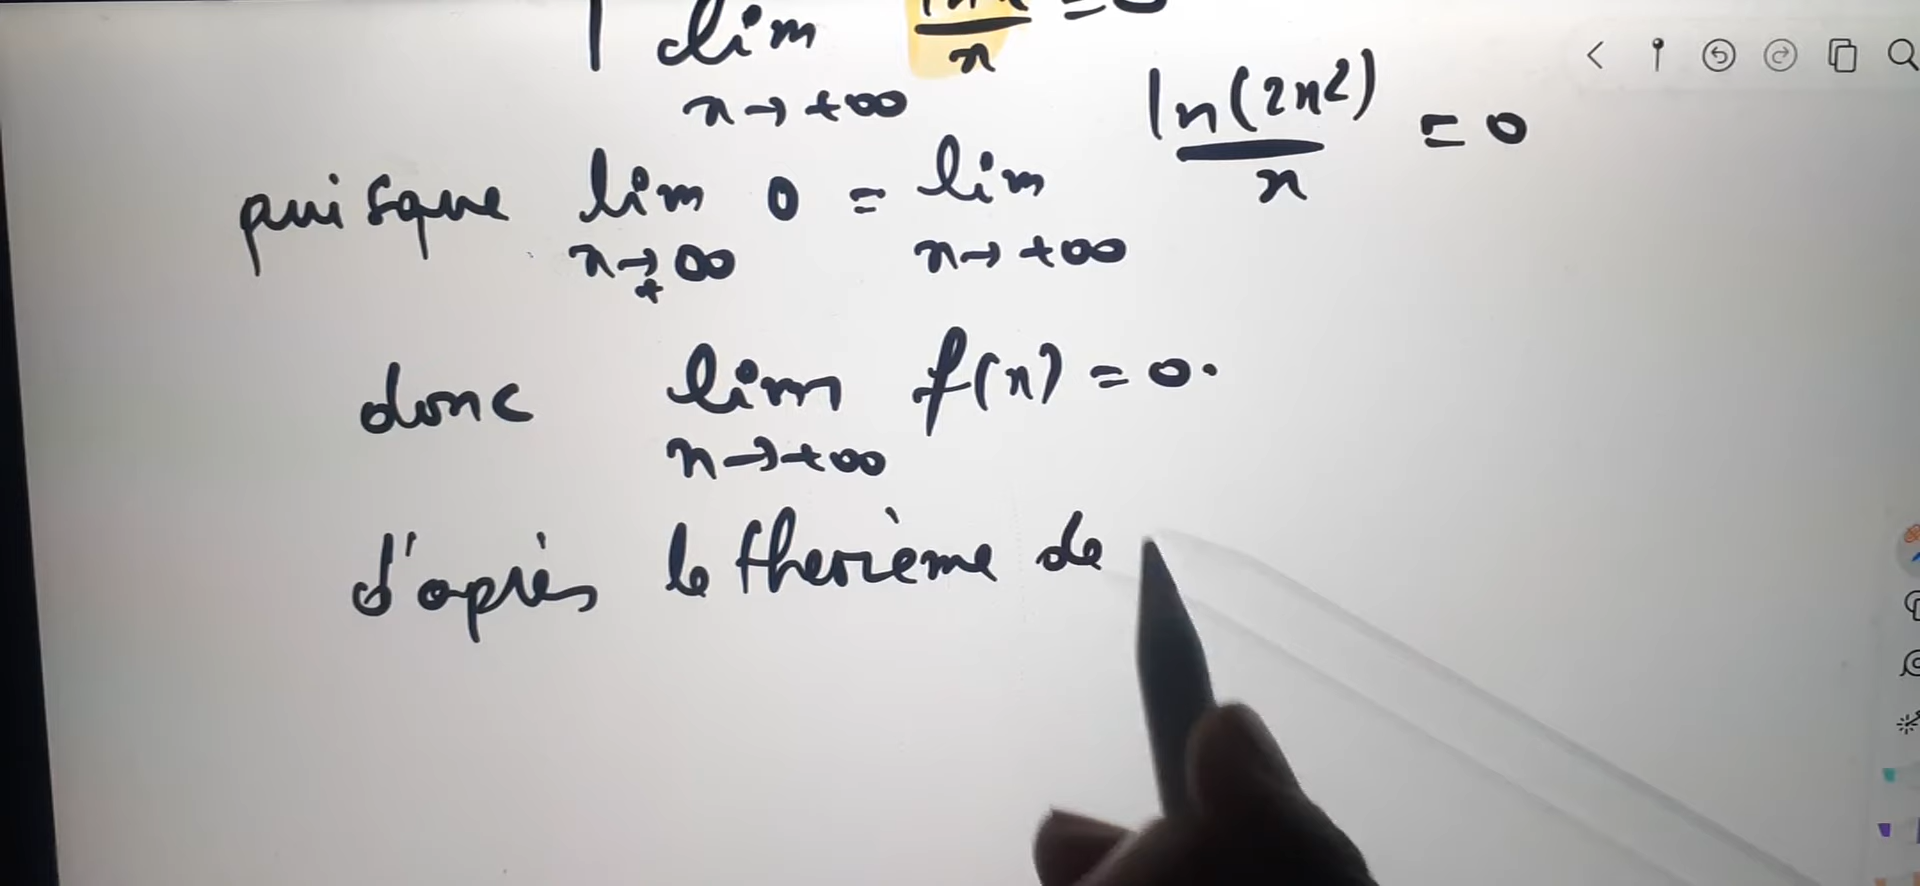 lim
x
x→+∞
ln(2x²)
puisque lim 0 = lim —— = 0
x→+∞ x→+∞ x
donc lim f(x) = 0.
x→+∞
d'après le therième de